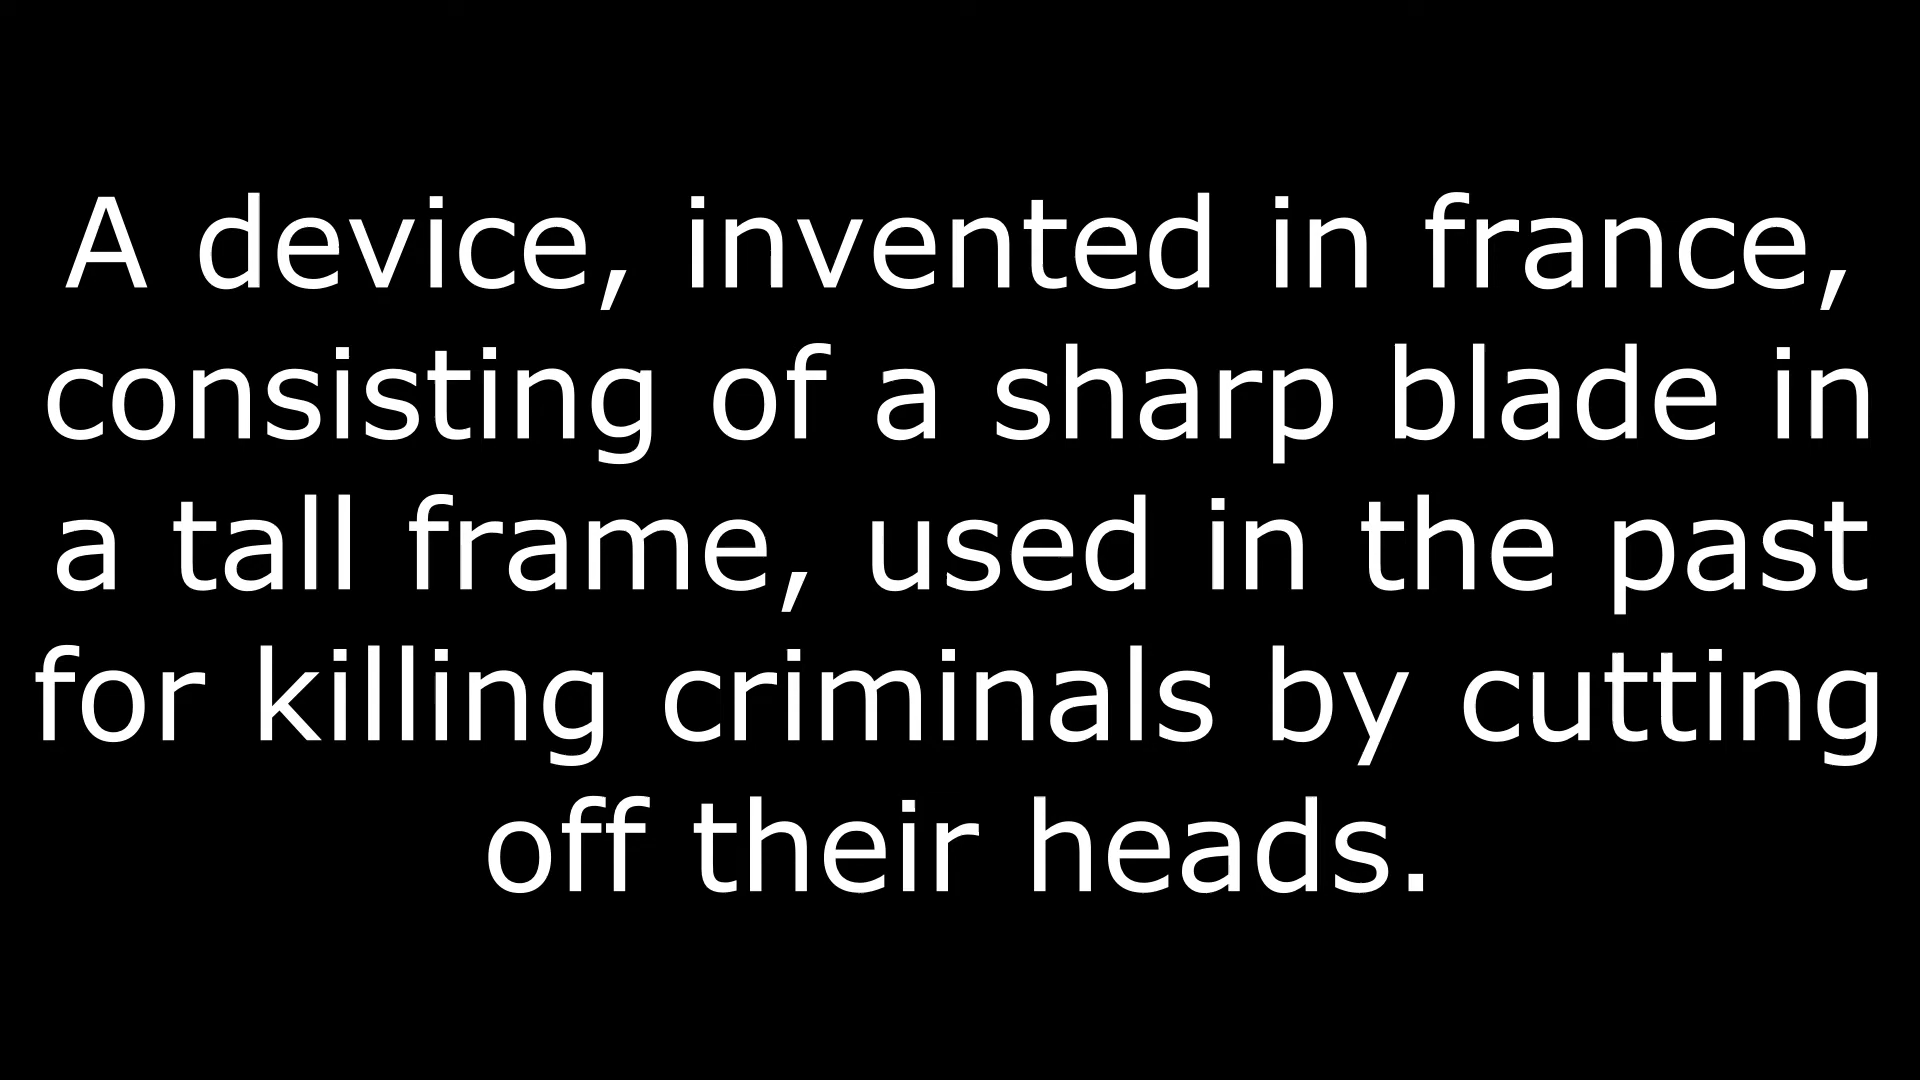 A device, invented in france,
consisting of a sharp blade in
a tall frame, used in the past
for killing criminals by cutting
off their heads.